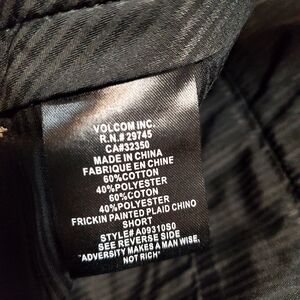 VOLCOM INC.
R.N.# 29745
CA#32350
MADE IN CHINA
FABRIQUE EN CHINE
60%COTTON
40%POLYESTER
60%COTON
40%POLYESTER
FRICKIN PAINTED PLAID CHINO
SHORT
STYLE# A09310S0
SEE REVERSE SIDE
"ADVERSITY MAKES A MAN WISE,
NOT RICH"